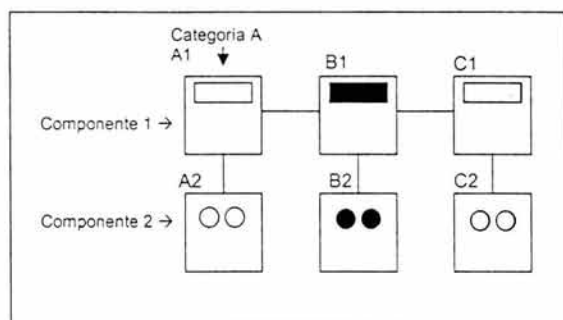 Categoria A
A1
B1
C1
Componente 1 →
A2
B2
C2
Componente 2 →